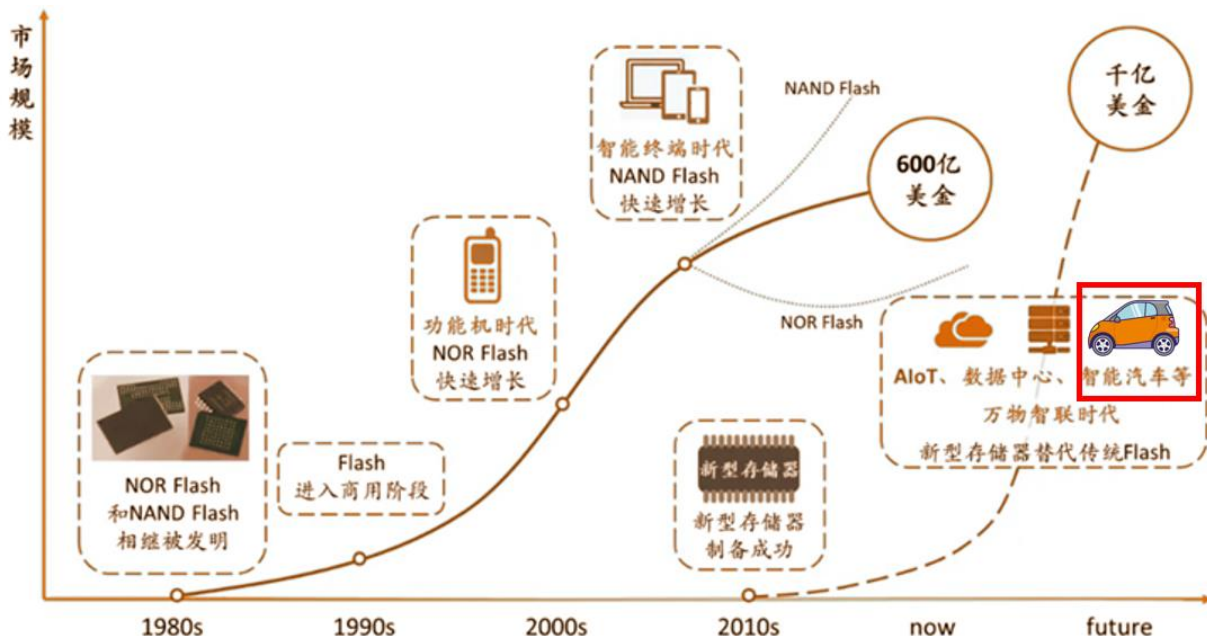 市场规模
千亿
美金
NAND Flash
600亿
美金
智能终端时代
NAND Flash
快速增长
NOR Flash
功能机时代
NOR Flash
快速增长
AIoT、数据中心、智能汽车等
万物智联时代
新型存储器替代传统Flash
NOR Flash
和NAND Flash
相继被发明
Flash
进入商用阶段
新型存储器
新型存储器
制备成功
1980s
1990s
2000s
2010s
now
future